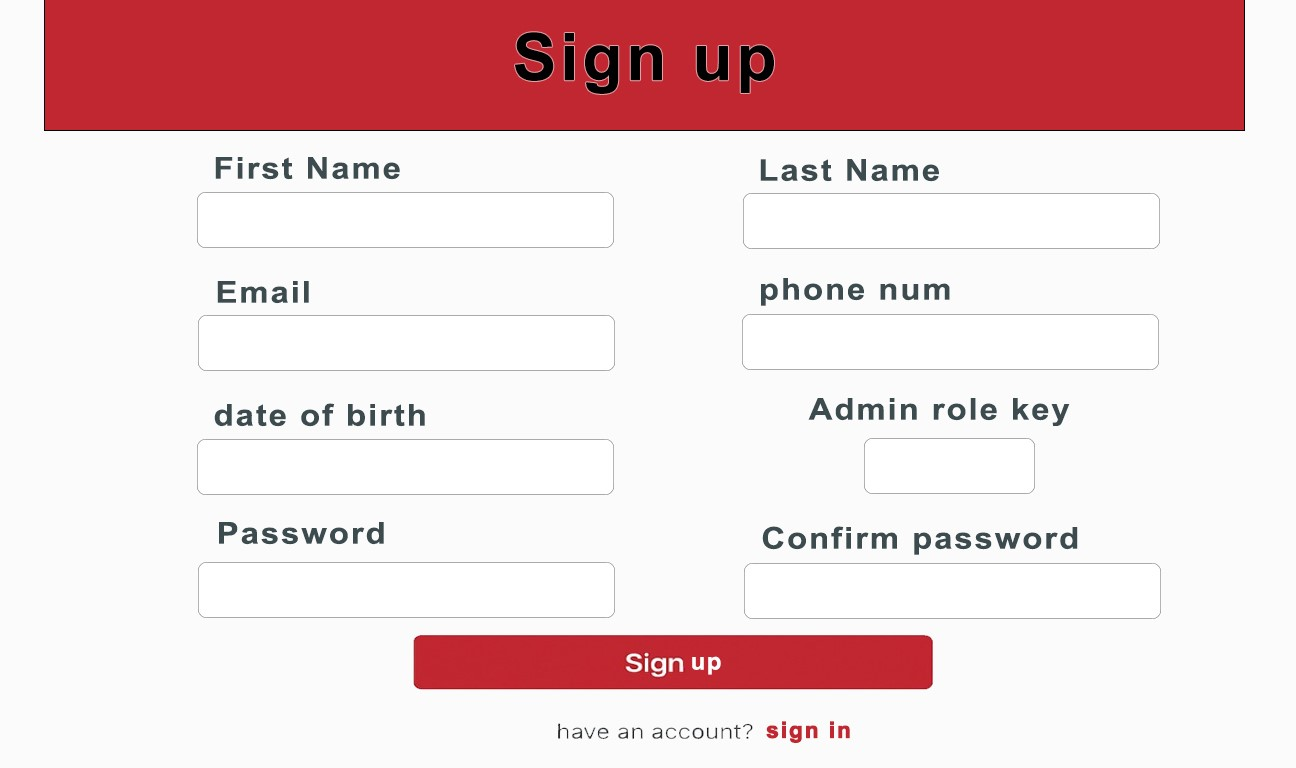 Sign up
First Name
Last Name
Email
phone num
date of birth
Admin role key
Password
Confirm password
Sign up
have an account? sign in